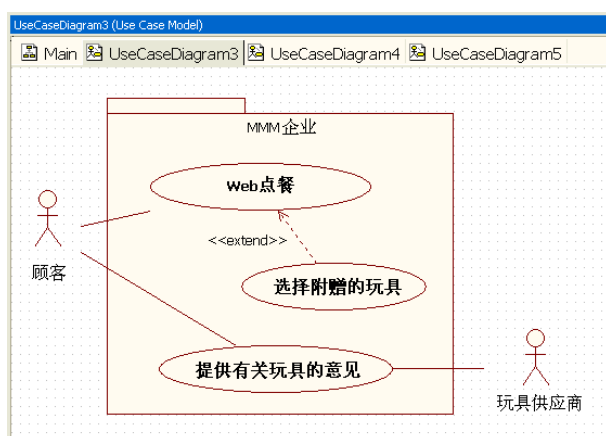 UseCaseDiagram3 (Use Case Model)
Main UseCaseDiagram3 UseCaseDiagram4 UseCaseDiagram5
MMM企业
Web点餐
<<extend>>
顾客
选择附赠的玩具
提供有关玩具的意见
玩具供应商